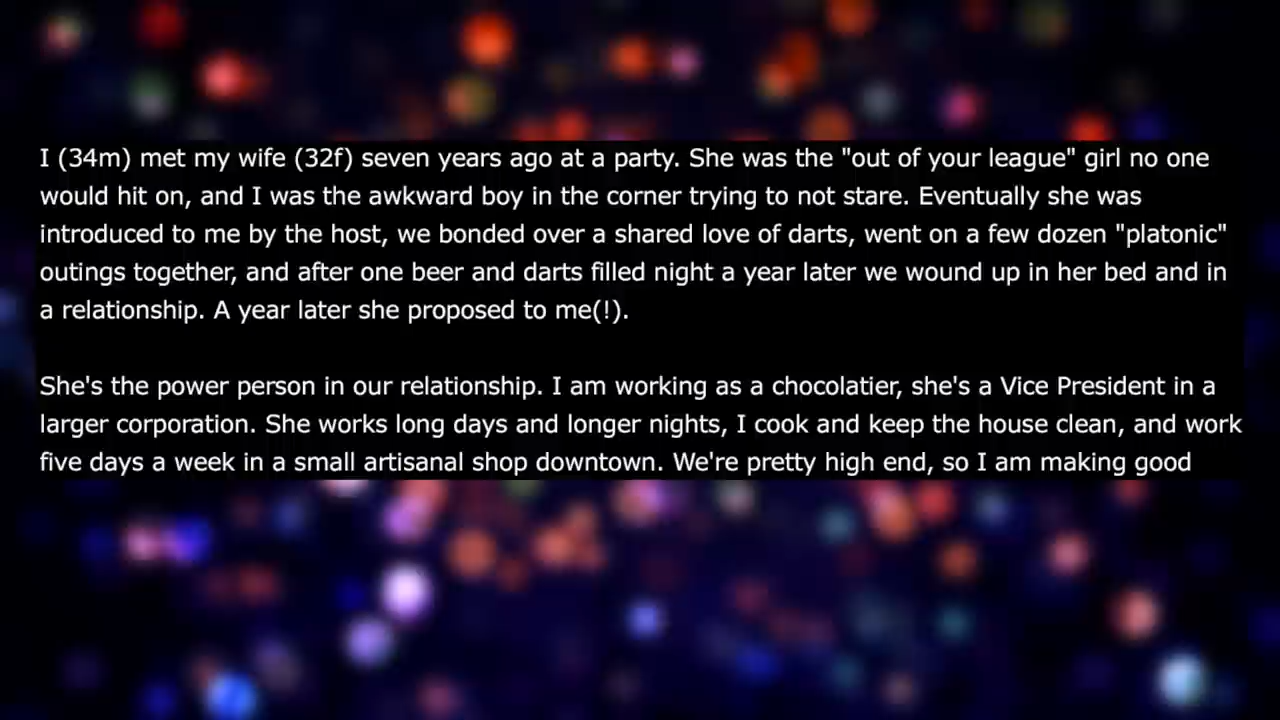 I (34m) met my wife (32f) seven years ago at a party. She was the "out of your league" girl no one
would hit on, and I was the awkward boy in the corner trying to not stare. Eventually she was
introduced to me by the host, we bonded over a shared love of darts, went on a few dozen "platonic"
outings together, and after one beer and darts filled night a year later we wound up in her bed and in
a relationship. A year later she proposed to me(!).
She's the power person in our relationship. I am working as a chocolatier, she's a Vice President in a
larger corporation. She works long days and longer nights, I cook and keep the house clean, and work
five days a week in a small artisanal shop downtown. We're pretty high end, so I am making good